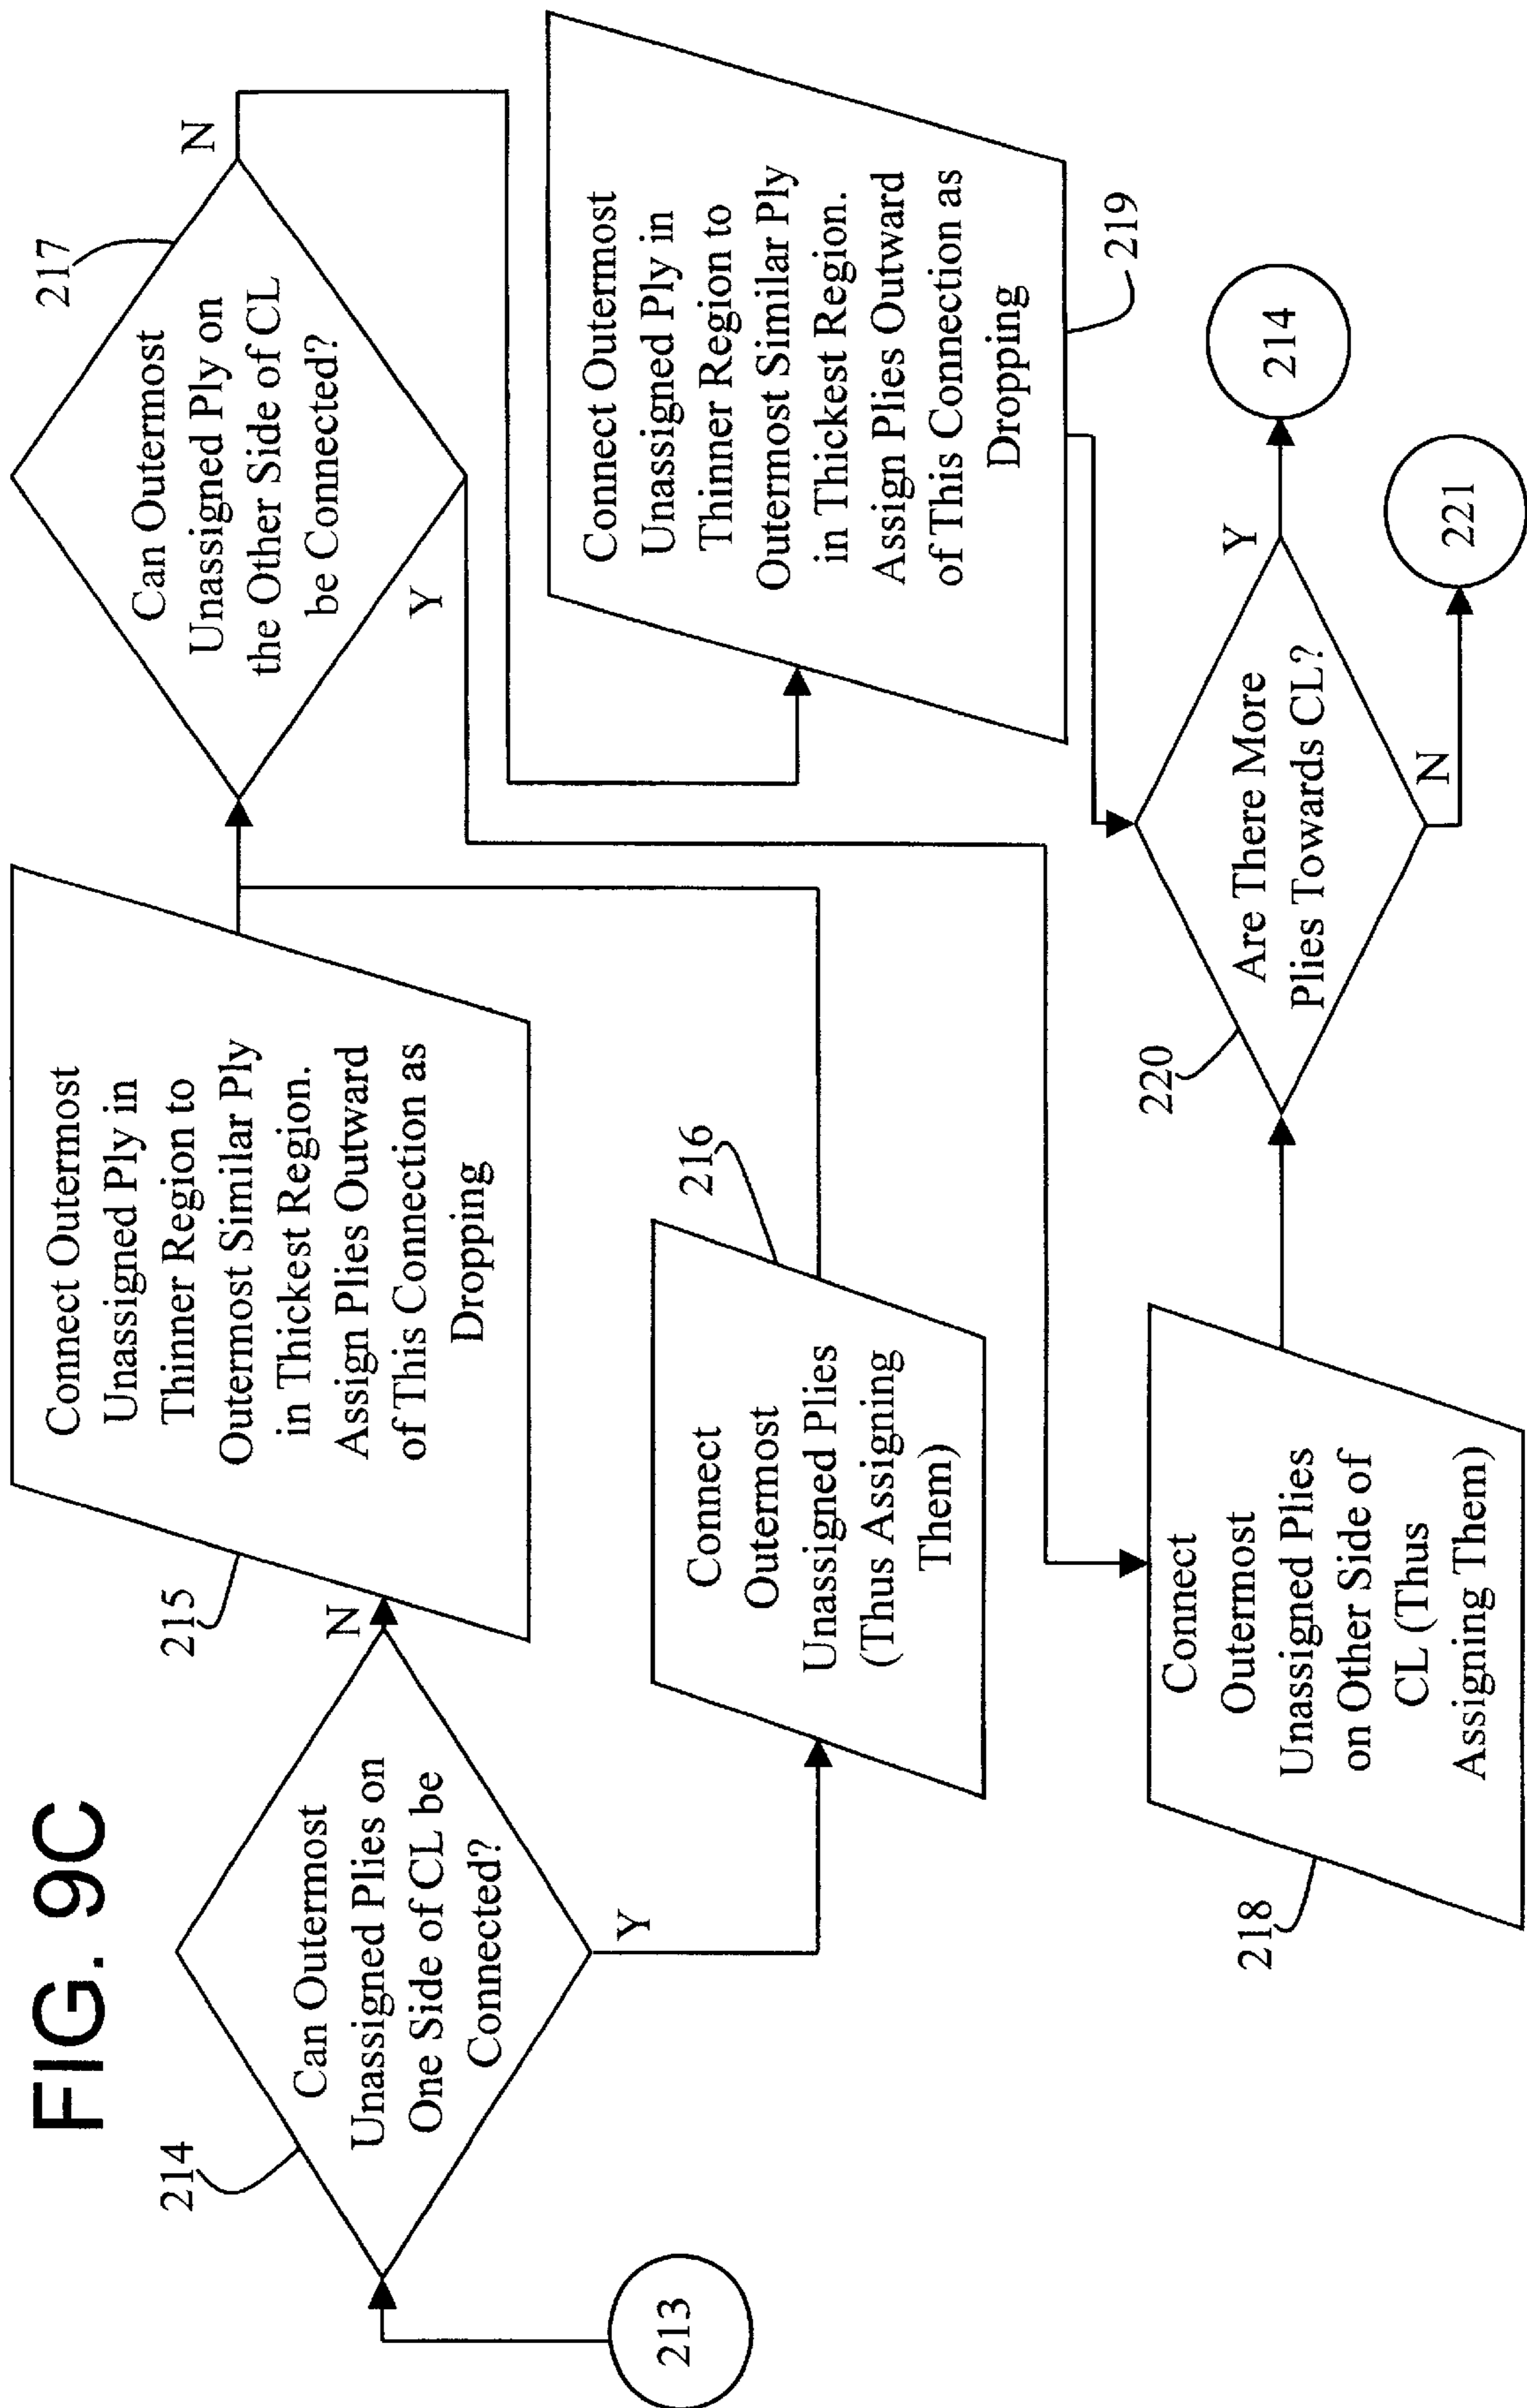 FIG. 9C
213
214
Can Outermost
Unassigned Plies on
One Side of CL be
Connected?
N
Y
215
Connect Outermost
Unassigned Ply in
Thinner Region to
Outermost Similar Ply
in Thickest Region.
Assign Plies Outward
of This Connection as
Dropping
216
Connect
Outermost
Unassigned Plies
(Thus Assigning
Them)
217
Can Outermost
Unassigned Ply on
the Other Side of CL
be Connected?
N
Y
218
Connect
Outermost
Unassigned Plies
on Other Side of
CL (Thus
Assigning Them)
Connect Outermost
Unassigned Ply in
Thinner Region to
Outermost Similar Ply
in Thickest Region.
Assign Plies Outward
of This Connection as
Dropping
219
220
Are There More
Plies Towards CL?
Y
N
214
221